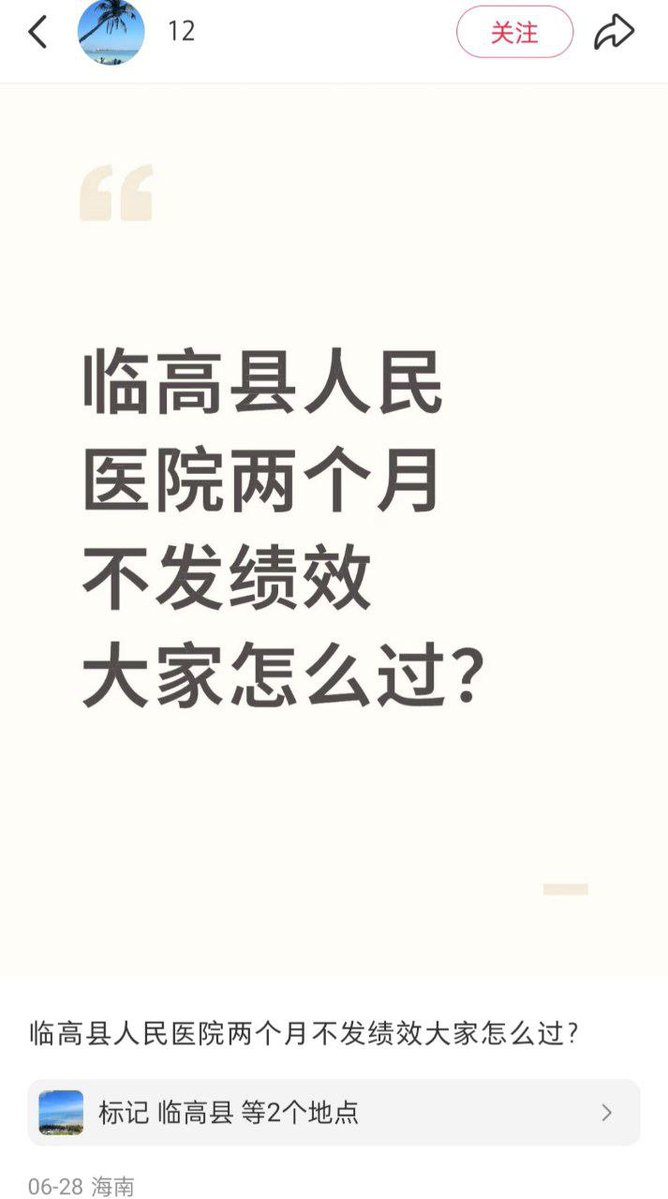 12
关注
临高县人民
医院两个月
不发绩效
大家怎么过?
临高县人民医院两个月不发绩效大家怎么过?
标记 临高县 等2个地点
06-28 海南